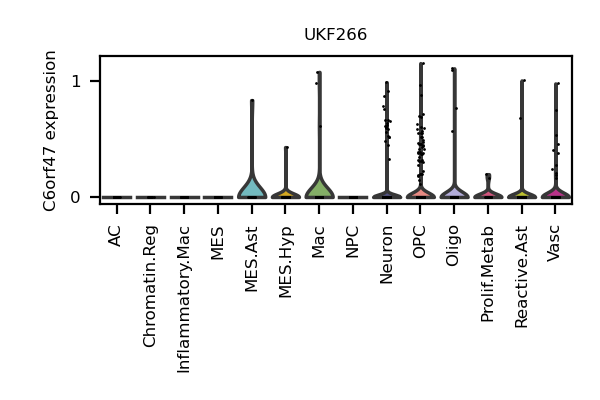 UKF266
C6orf47 expression
1
0
AC
Chromatin.Reg
Inflammatory.Mac
MES
MES.Ast
MES.Hyp
Mac
NPC
Neuron
OPC
Oligo
Prolif.Metab
Reactive.Ast
Vasc